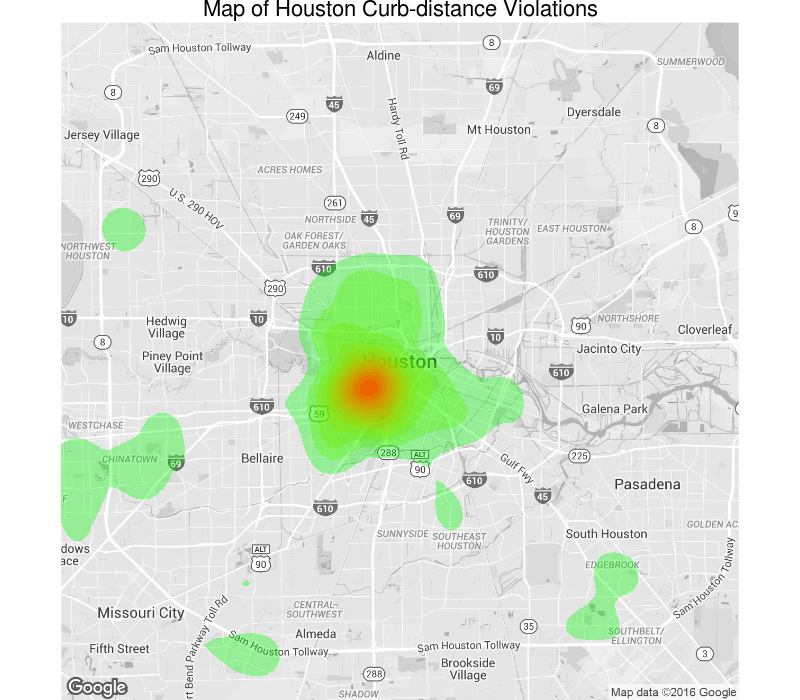 Map of Houston Curb-distance Violations
Sam Houston Tollway
Aldine
8
SUMMERWOOD
8
69
45
249
Hardy Toll Rd
Dyersdale
Mt Houston
8
Jersey Village
ACRES HOMES
290
U.S. 290 HOV
261
NORTHSIDE
45
69
9
TRINITY/
HOUSTON
GARDENS
EAST HOUSTON
8
OAK FOREST/
GARDEN OAKS
NORTHWEST
HOUSTON
610
610
290
10
Hedwig
Village
10
NORTHSHORE
90
Cloverleaf
10
8
Piney Point
Village
Houston
Jacinto City
610
610
59
Galena Park
WESTCHASE
CHINATOWN
69
Bellaire
288
ALT
90
Gulf Fwy
225
610
45
Pasadena
F
610
SUNNYSIDE
SOUTHEAST
HOUSTON
South Houston
GOLDEN AC
dows
ace
ALT
90
EDGEBROOK
Sam Houston Tollway
Missouri City
CENTRAL-
SOUTHWEST
Almeda
35
SOUTHBELT/
ELLINGTON
Fifth Street
rt Bend Parkway Toll Rd
Sam Houston Tollway
Sam Houston Tollway
3
Brookside
Village
288
SHADOW
Google
Map data ©2016 Google